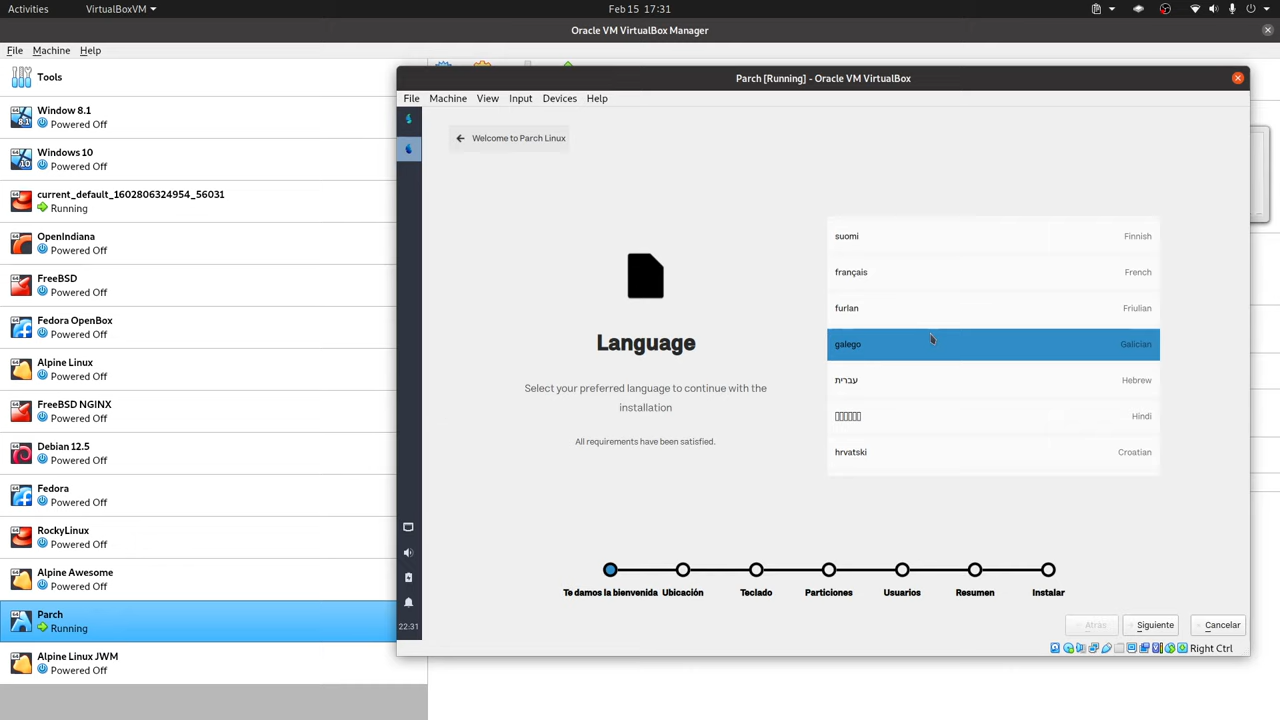 Activities VirtualBoxVM Feb 15 17:31
Oracle VM VirtualBox Manager
File Machine Help
Tools
Window 8.1
Powered Off
Windows 10
Powered Off
current_default_1602806324954_56031
Running
OpenIndiana
Powered Off
FreeBSD
Powered Off
Fedora OpenBox
Powered Off
Alpine Linux
Powered Off
FreeBSD NGINX
Powered Off
Debian 12.5
Powered Off
Fedora
Powered Off
RockyLinux
Powered Off
Alpine Awesome
Powered Off
Parch
Running
Alpine Linux JWM
Powered Off
Parch [Running] - Oracle VM VirtualBox
File Machine View Input Devices Help
Welcome to Parch Linux
Language
Select your preferred language to continue with the
installation
All requirements have been satisfied.
suomi Finnish
français French
furlan Friulian
galego Galician
עברית Hebrew
Hindi
hrvatski Croatian
Te damos la bienvenida Ubicación Teclado Particiones Usuarios Resumen Instalar
Atrás Siguiente Cancelar
22:31
Right Ctrl